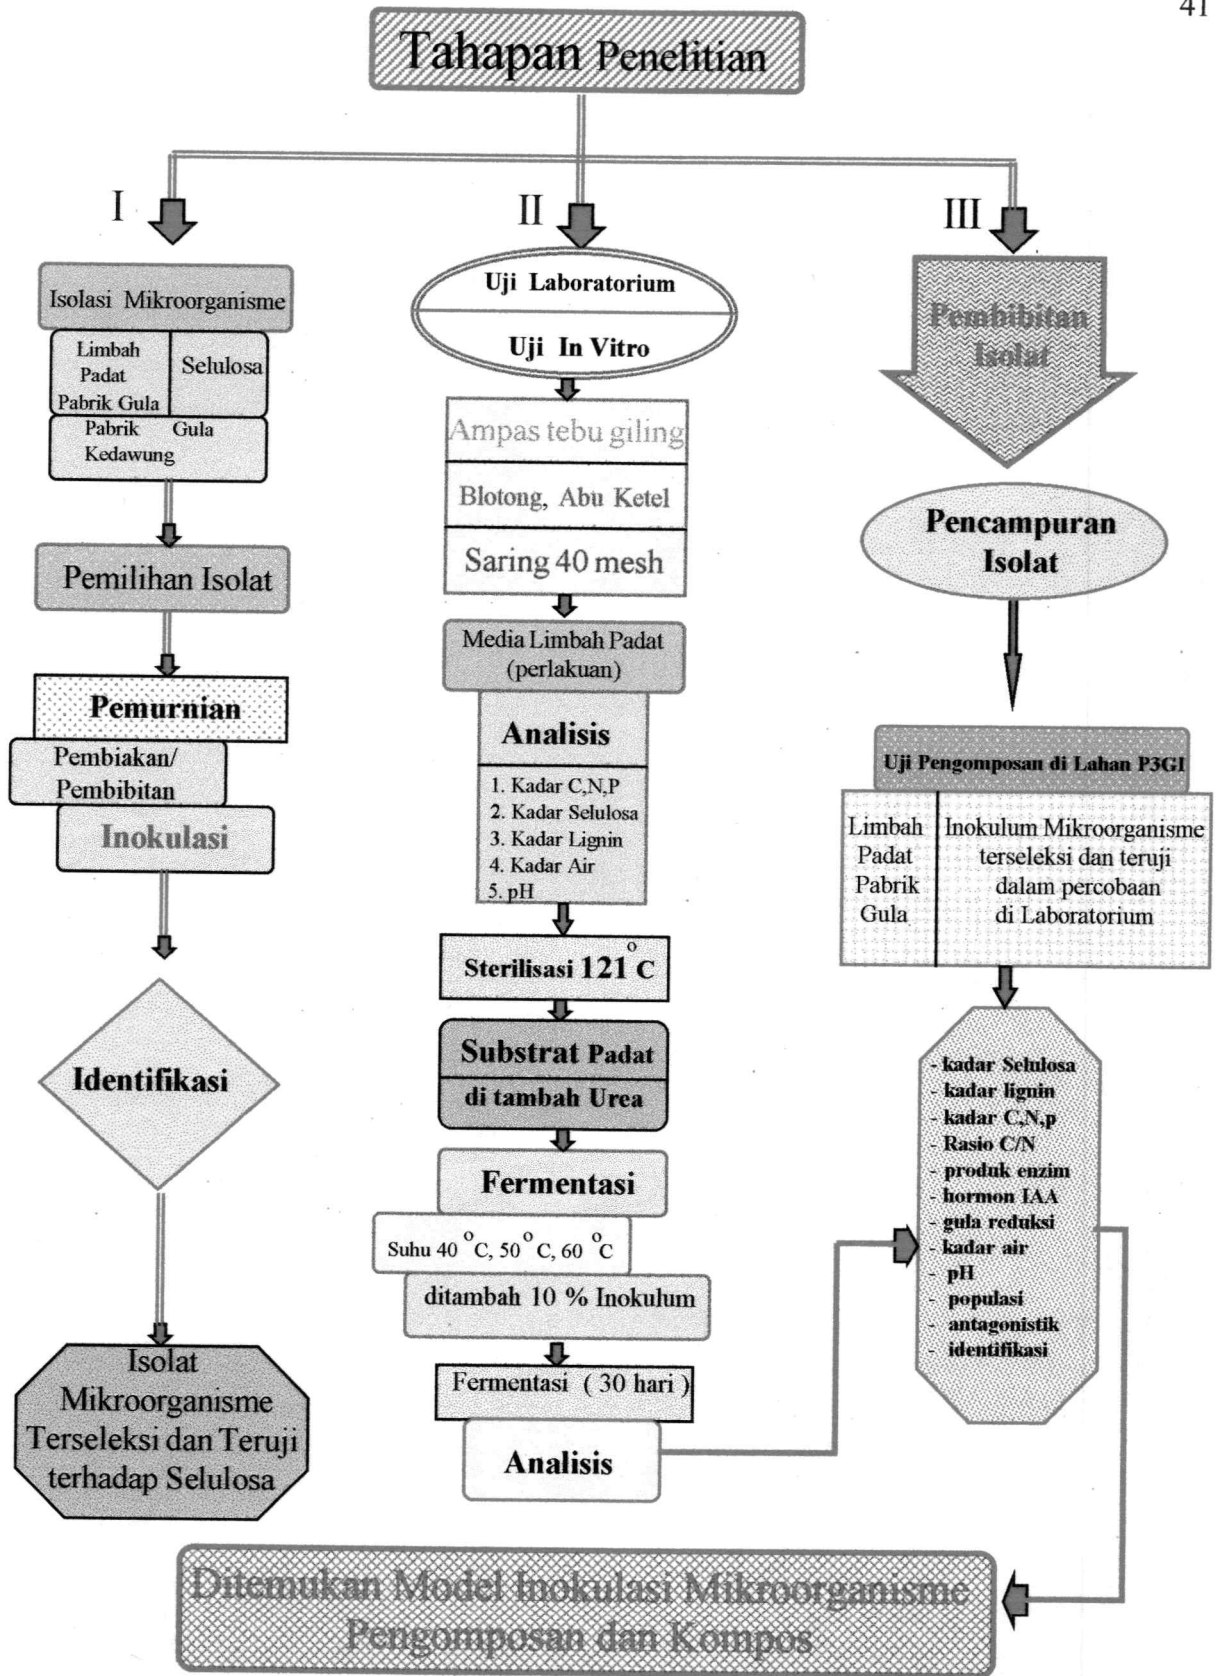 41
Tahapan Penelitian
I
Isolasi Mikroorganisme
Limbah
Padat
Pabrik Gula
Selulosa
Pabrik Gula
Kedawung
Pemilihan Isolat
Pemurnian
Pembiakan/
Pembibitan
Inokulasi
Identifikasi
Isolat
Mikroorganisme
Terseleksi dan Teruji
terhadap Selulosa
II
Uji Laboratorium
Uji In Vitro
Ampas tebu giling
Blotong, Abu Ketel
Saring 40 mesh
Media Limbah Padat
(perlakuan)
Analisis
1. Kadar C,N,P
2. Kadar Selulosa
3. Kadar Lignin
4. Kadar Air
5. pH
Sterilisasi 121 °C
Substrat Padat
di tambah Urea
Fermentasi
Suhu 40 °C, 50 °C, 60 °C
ditambah 10 % Inokulum
Fermentasi ( 30 hari )
Analisis
III
Pembibitan
Isolat
Pencampuran
Isolat
Uji Pengomposan di Lahan P3GI
Limbah
Padat
Pabrik
Gula
Inokulum Mikroorganisme
terseleksi dan teruji
dalam percobaan
di Laboratorium
- kadar Selulosa
- kadar lignin
- kadar C,N,p
- Rasio C/N
- produk enzim
- hormon IAA
- gula reduksi
- kadar air
- pH
- populasi
- antagonistik
- identifikasi
Ditemukan Model Inokulasi Mikroorganisme
Pengomposan dan Kompos